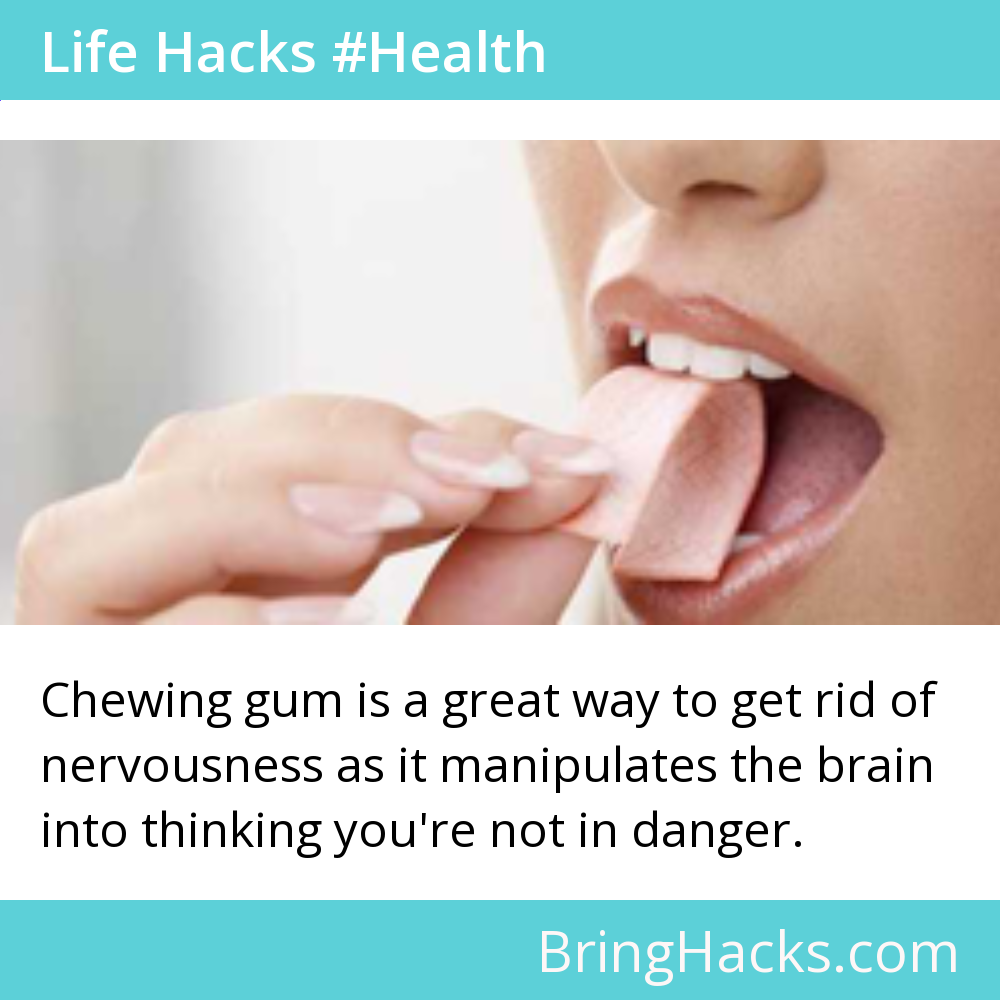 Life Hacks #Health
Chewing gum is a great way to get rid of
nervousness as it manipulates the brain
into thinking you're not in danger.
BringHacks.com